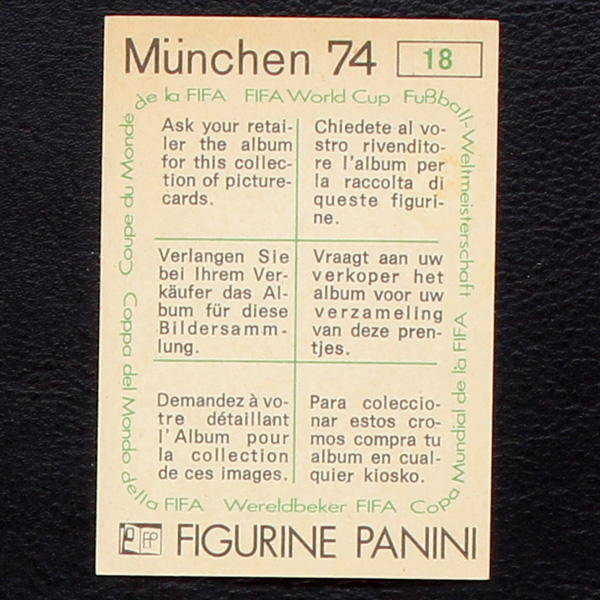 München 74 18
de la FIFA FIFA World Cup Fußball-Weltmeisterschaft
Ask your retai-
ler the album
for this collec-
tion of picture-
cards.
Chiedete al vo-
stro rivendito-
re l'album per
la raccolta di
queste figuri-
ne.
Verlangen Sie
bei Ihrem Ver-
käufer das Al-
bum für diese
Bildersamm-
lung.
Vraagt aan uw
verkoper het
album voor uw
verzameling
van deze pren-
tjes.
Demandez à vo-
tre détaillant
l'Album pour
la collection
de ces images.
Para coleccio-
nar estos cro-
mos compra tu
album en cual-
quier kiosko.
Coupe du Monde
Coppa del Mondo della FIFA
Wereldbeker FIFA
Copa Mundial de la FIFA
FP FIGURINE PANINI